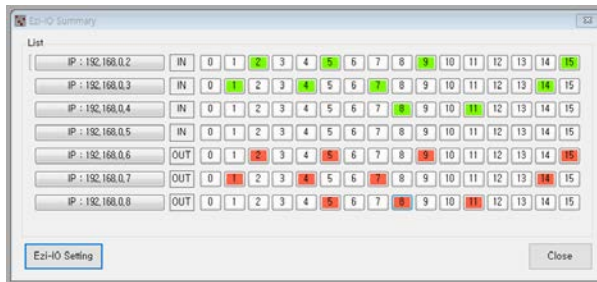 Ezi-IO Summary
List
IP : 192,168,0,2 IN 0 1 2 3 4 5 6 7 8 9 10 11 12 13 14 15
IP : 192,168,0,3 IN 0 1 2 3 4 5 6 7 8 9 10 11 12 13 14 15
IP : 192,168,0,4 IN 0 1 2 3 4 5 6 7 8 9 10 11 12 13 14 15
IP : 192,168,0,5 IN 0 1 2 3 4 5 6 7 8 9 10 11 12 13 14 15
IP : 192,168,0,6 OUT 0 1 2 3 4 5 6 7 8 9 10 11 12 13 14 15
IP : 192,168,0,7 OUT 0 1 2 3 4 5 6 7 8 9 10 11 12 13 14 15
IP : 192,168,0,8 OUT 0 1 2 3 4 5 6 7 8 9 10 11 12 13 14 15
Ezi-IO Setting Close